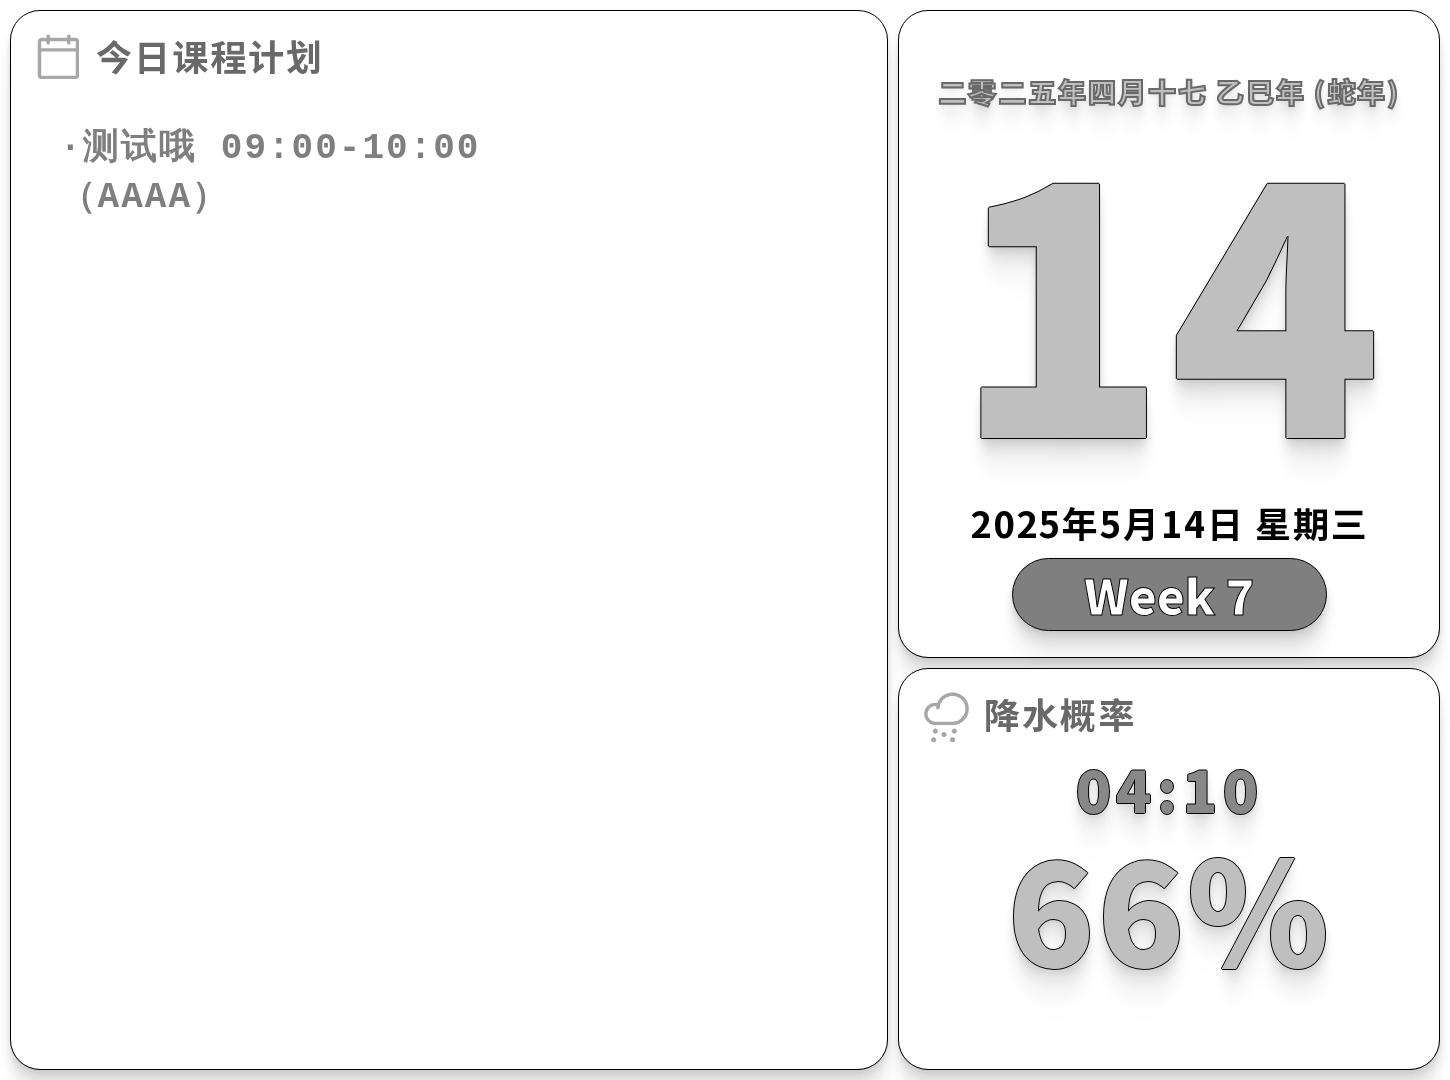 今日课程计划
·测试哦 09:00-10:00
（AAAA）
二零二五年四月十七 乙巳年 (蛇年)
14
2025年5月14日 星期三
Week 7
降水概率
04:10
66%